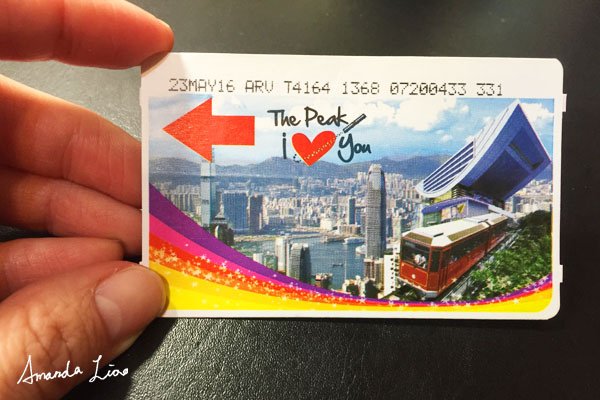 23MAY16 ARV T4164 1368 07200433 331
The Peak
i ♥ You
Amanda Liao